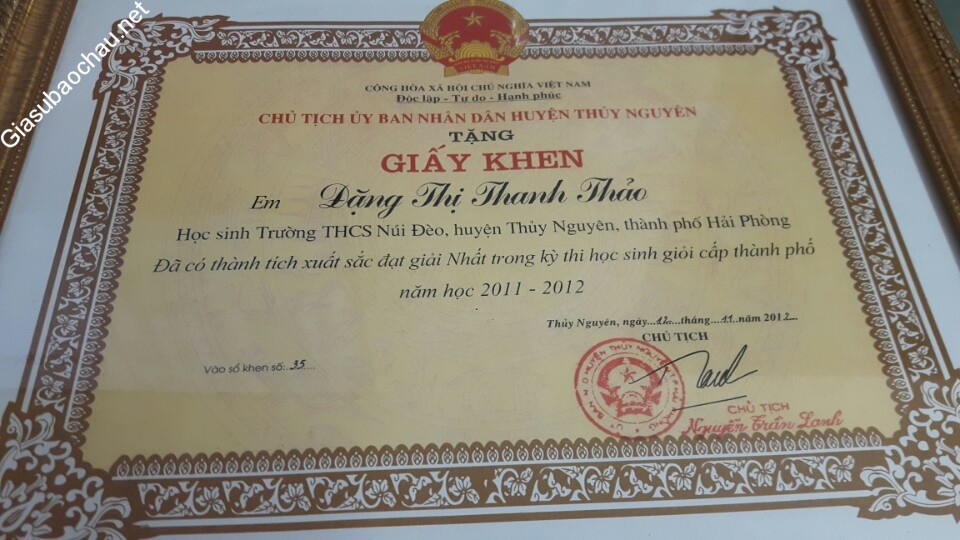 Giasubaochau.net
VIỆT NAM
CỘNG HÒA XÃ HỘI CHỦ NGHĨA VIỆT NAM
Độc lập - Tự do - Hạnh phúc
CHỦ TỊCH ỦY BAN NHÂN DÂN HUYỆN THỦY NGUYÊN
TẶNG
GIẤY KHEN
Em Đặng Thị Thanh Thảo
Học sinh Trường THCS Núi Đèo, huyện Thủy Nguyên, thành phố Hải Phòng
Đã có thành tích xuất sắc đạt giải Nhất trong kỳ thi học sinh giỏi cấp thành phố
năm học 2011 - 2012
Thủy Nguyên, ngày...12...tháng...11..năm 2012...
CHỦ TỊCH
Vào sổ khen số:..35....
CHỦ TỊCH
Nguyễn Trần Lanh